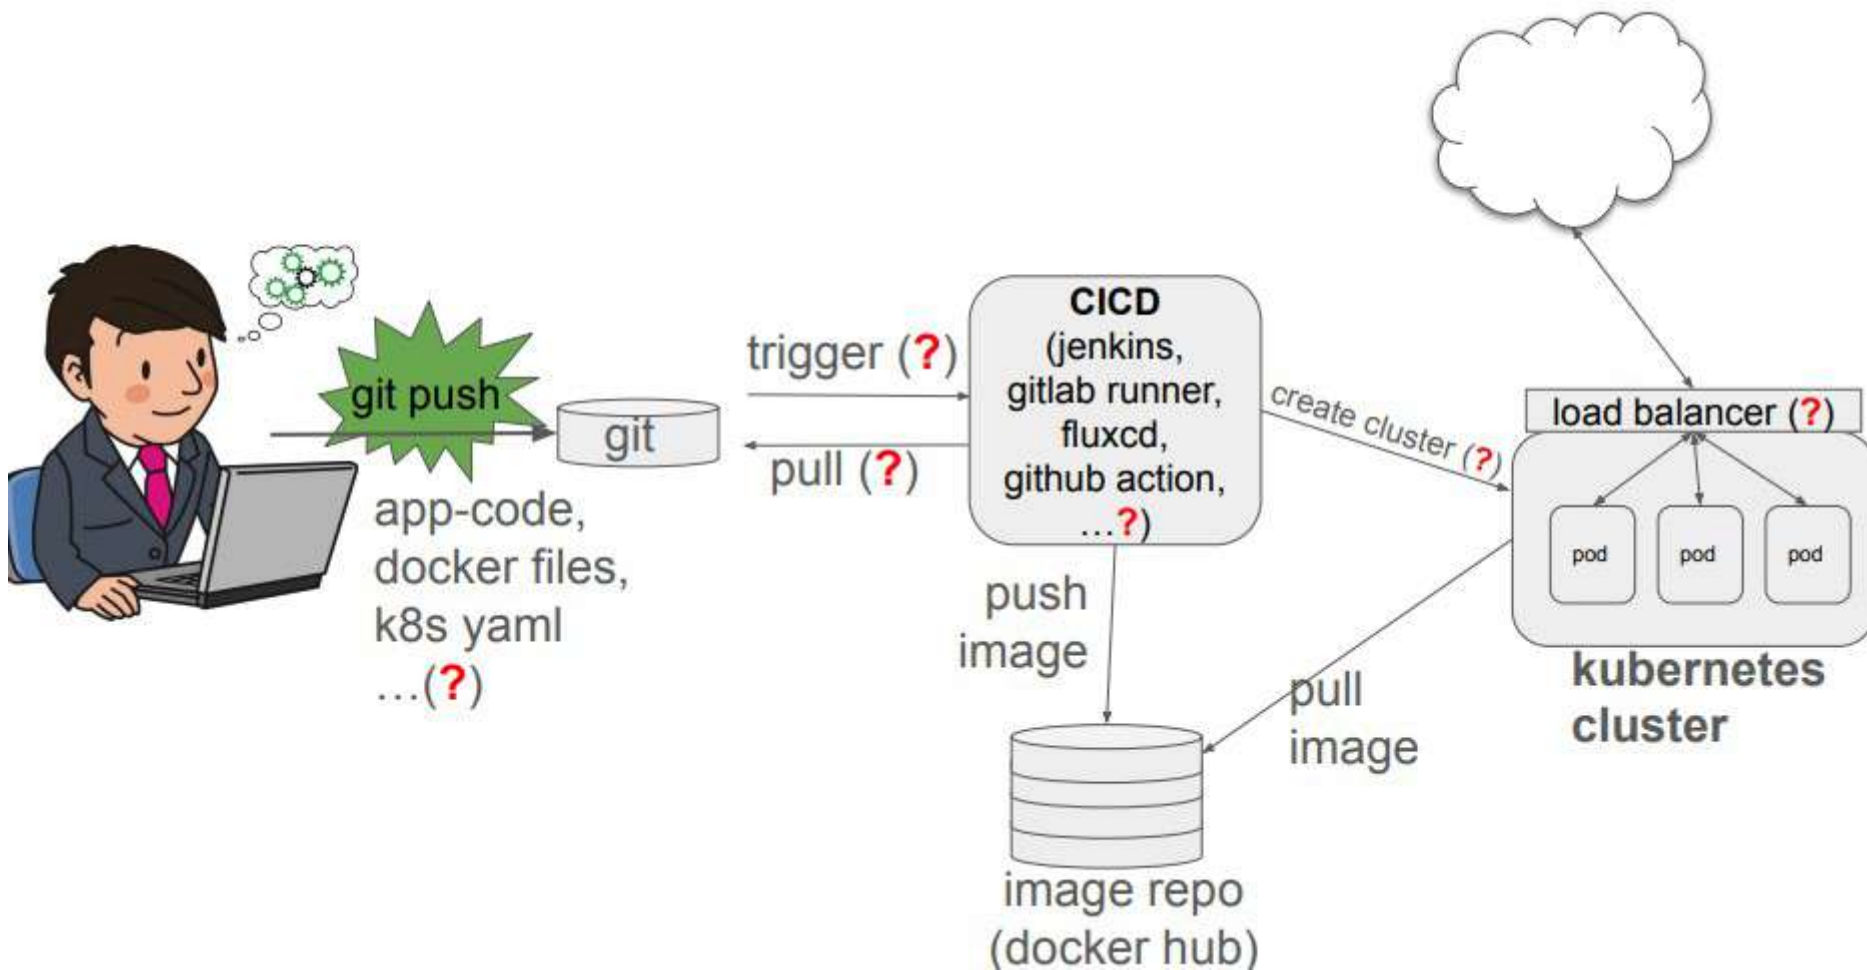 git push
git
app-code,
docker files,
k8s yaml
...(?)
trigger (?)
pull (?)
CICD
(jenkins,
gitlab runner,
fluxcd,
github action,
...?)
push
image
image repo
(docker hub)
create cluster (?)
pull
image
load balancer (?)
pod
pod
pod
kubernetes
cluster